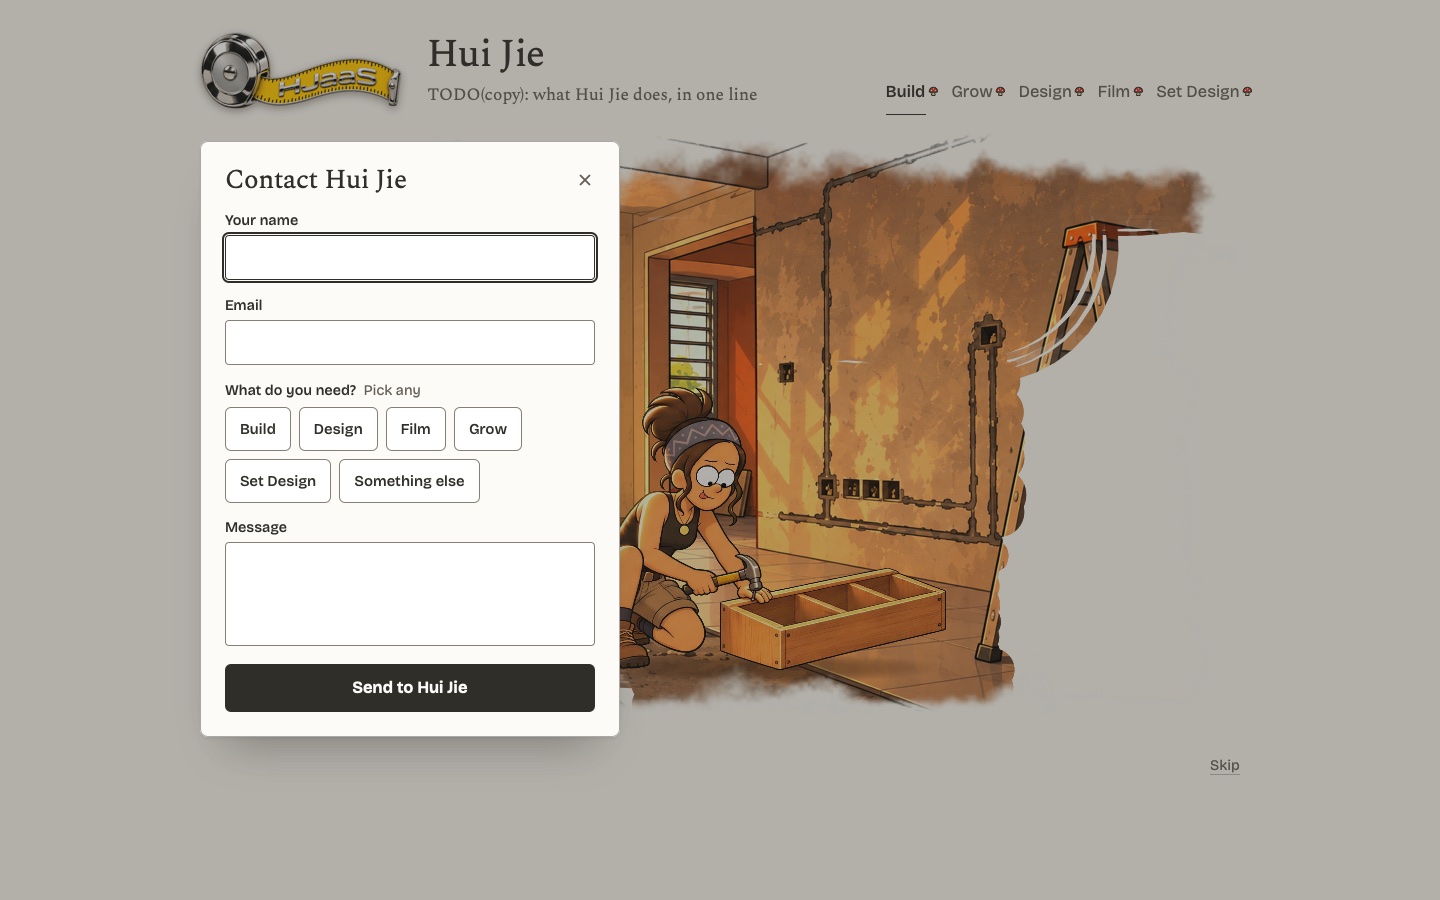 HJaaS
Hui Jie
TODO(copy): what Hui Jie does, in one line
Build Grow Design Film Set Design
Contact Hui Jie
×
Your name
Email
What do you need? Pick any
Build Design Film Grow
Set Design Something else
Message
Send to Hui Jie
Skip